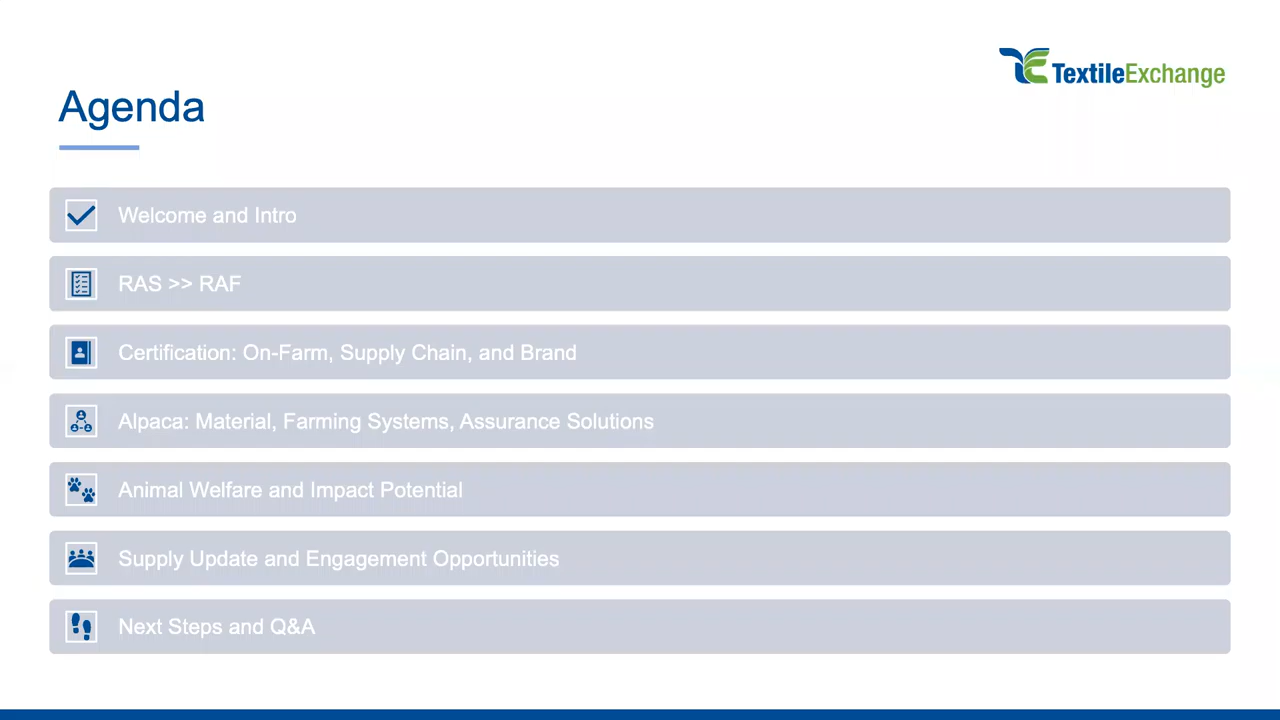 TextileExchange
Agenda
Welcome and Intro
RAS >> RAF
Certification: On-Farm, Supply Chain, and Brand
Alpaca: Material, Farming Systems, Assurance Solutions
Animal Welfare and Impact Potential
Supply Update and Engagement Opportunities
Next Steps and Q&A